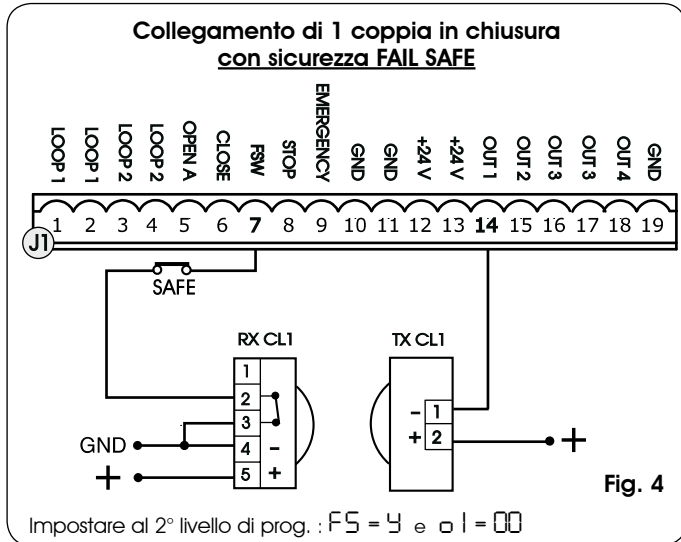 Collegamento di 1 coppia in chiusura
con sicurezza FAIL SAFE
LOOP 1 LOOP 1 LOOP 2 LOOP 2 OPEN A CLOSE FSW STOP EMERGENCY GND GND +24 V +24 V OUT 1 OUT 2 OUT 3 OUT 3 OUT 4 GND
1 2 3 4 5 6 7 8 9 10 11 12 13 14 15 16 17 18 19
J1
SAFE
RX CL1
1
2
3
4 -
5 +
GND
+
TX CL1
- 1
+ 2
+
Fig. 4
Impostare al 2° livello di prog. : FS = Y e o1 = 00